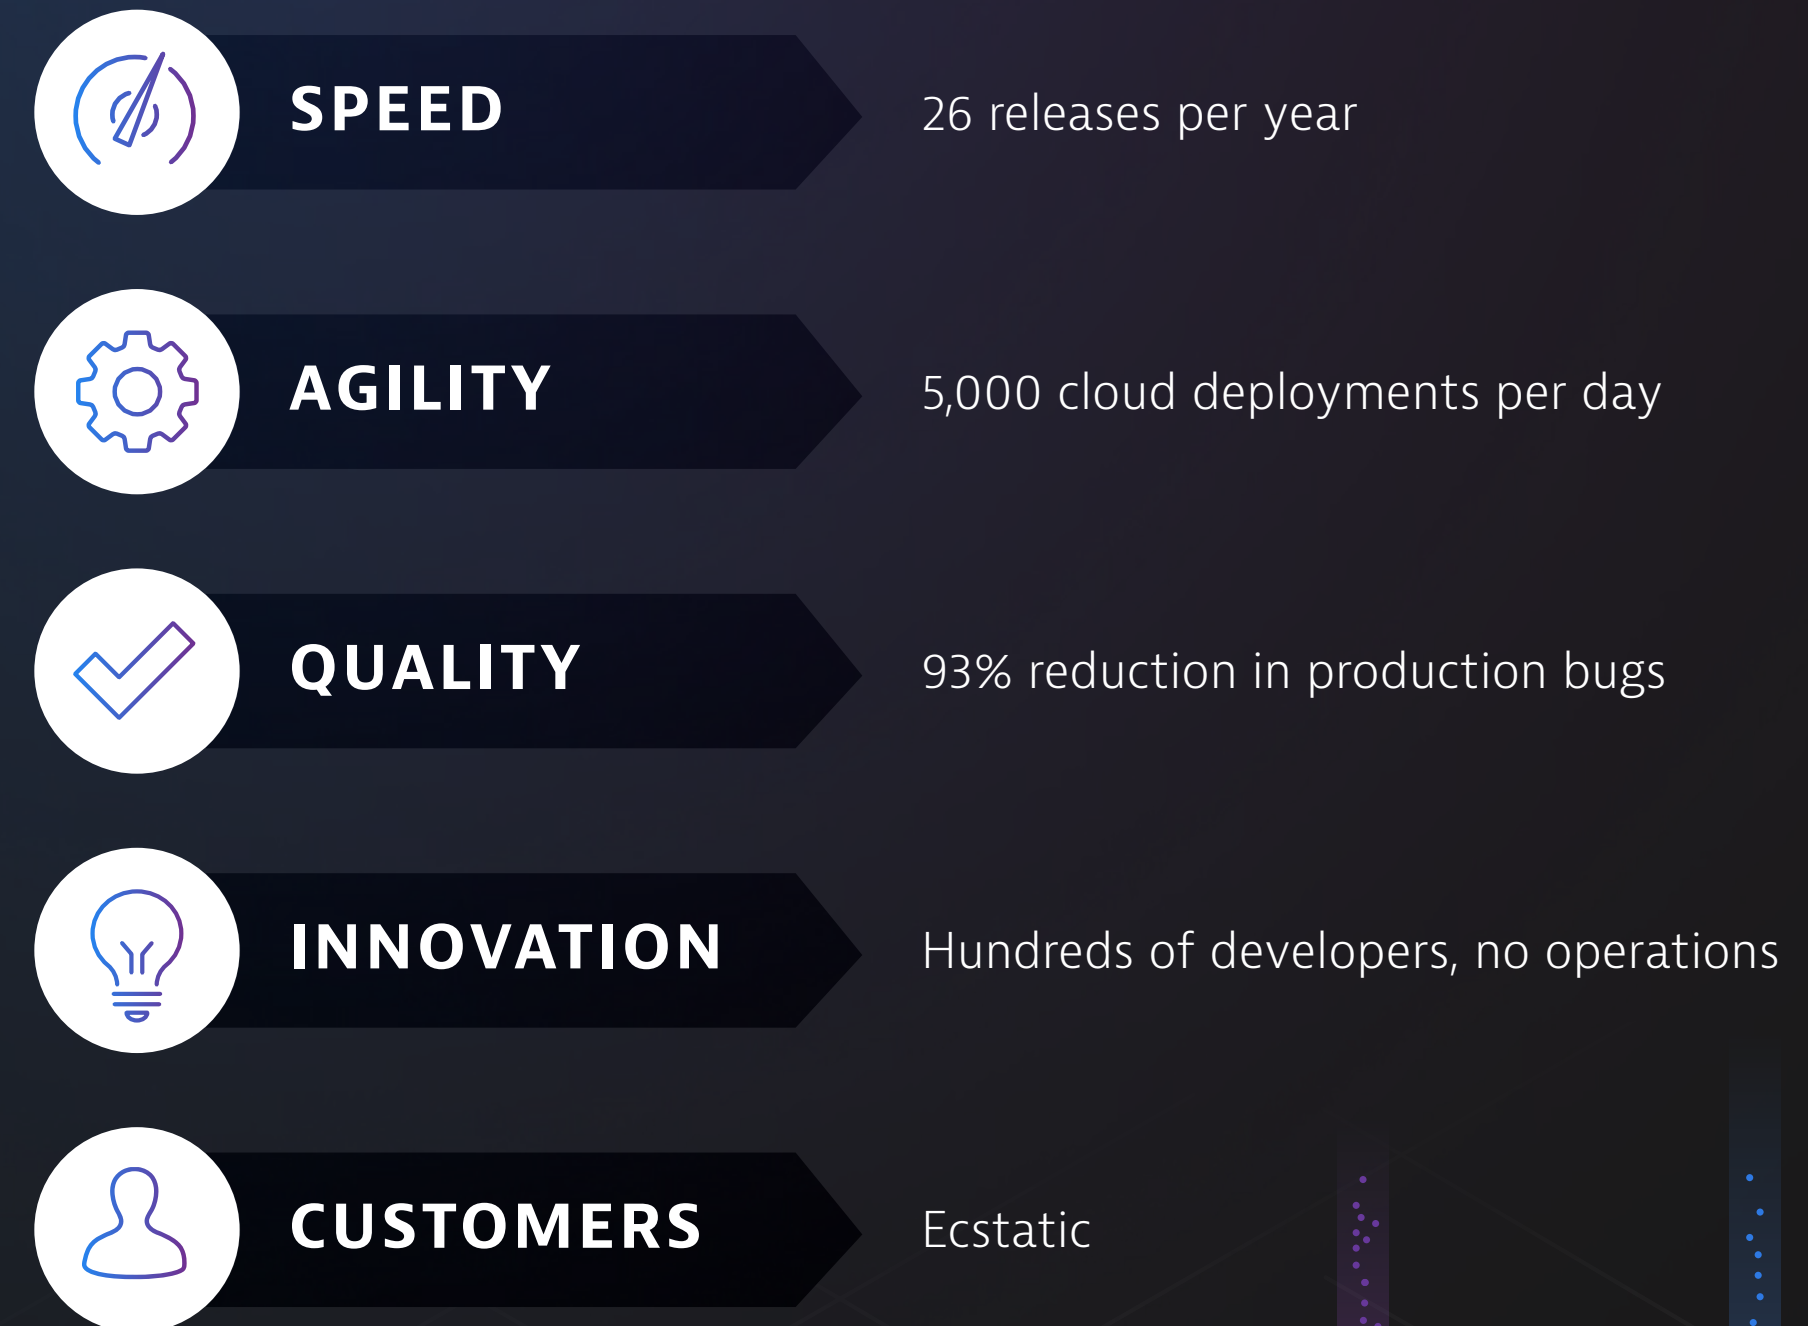 SPEED
26 releases per year
AGILITY
5,000 cloud deployments per day
QUALITY
93% reduction in production bugs
INNOVATION
Hundreds of developers, no operations
CUSTOMERS
Ecstatic